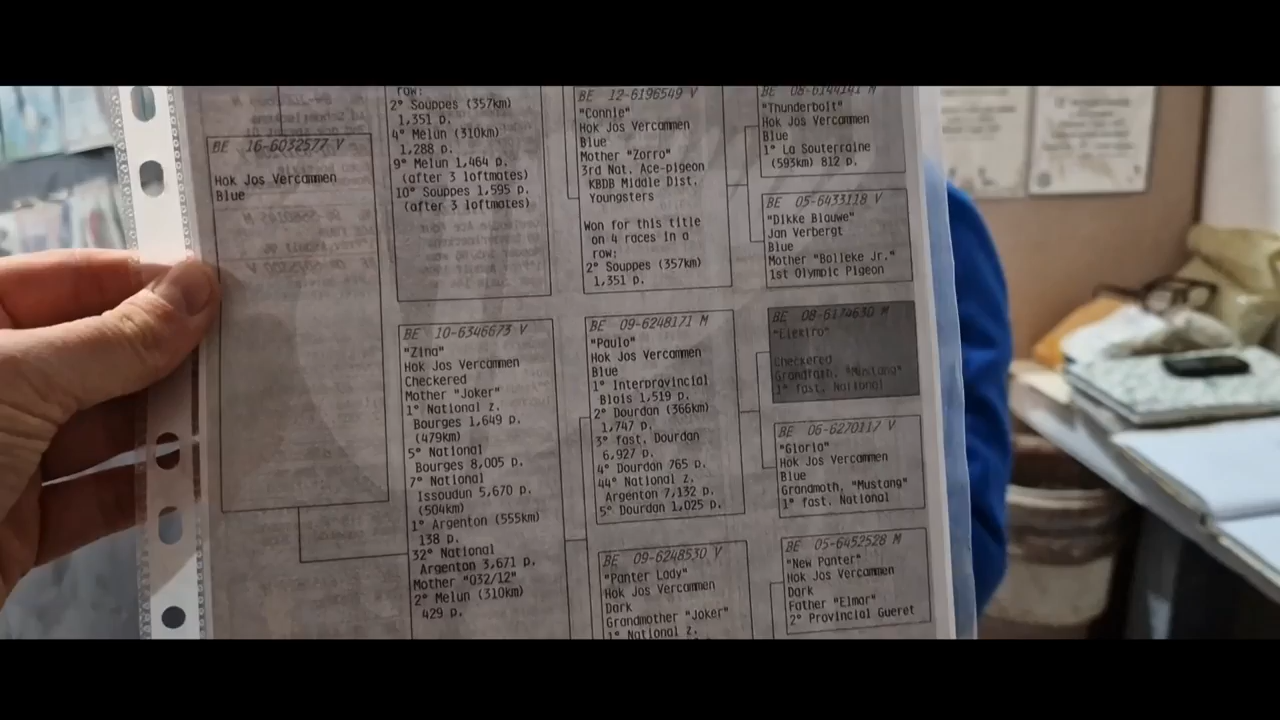 BE 16-6032577 V
Hok Jos Vercammen
Blue
row:
2° Souppes (357km)
1,351 p.
4° Melun (310km)
1,288 p.
9° Melun 1,464 p.
(after 3 loftmates)
10° Souppes 1,595 p.
(after 3 loftmates)
BE 10-6346673 V
"Zina"
Hok Jos Vercammen
Checkered
Mother "Joker"
1° National z.
Bourges 1,649 p.
(479km)
5° National
Bourges 8,005 p.
7° National
Issoudun 5,670 p.
(504km)
1° Argenton (555km)
138 p.
32° National
Argenton 3,671 p.
Mother "032/12"
2° Melun (310km)
429 p.
BE 12-6196549 V
"Connie"
Hok Jos Vercammen
Blue
Mother "Zorro"
3rd Nat. Ace-pigeon
KBDB Middle Dist.
Youngsters
Won for this title
on 4 races in a
row:
2° Souppes (357km)
1,351 p.
BE 09-6248171 M
"Paulo"
Hok Jos Vercammen
Blue
1° Interprovincial
Blois 1,519 p.
2° Dourdan (366km)
1,747 p.
3° fast. Dourdan
6,927 p.
4° Dourdan 765 p.
44° National z.
Argenton 7,132 p.
5° Dourdan 1,025 p.
BE 09-6248530 V
"Panter Lady"
Hok Jos Vercammen
Dark
Grandmother "Joker"
1° National z.
BE 08-6144141 M
"Thunderbolt"
Hok Jos Vercammen
Blue
1° La Souterraine
(593km) 812 p.
BE 05-6433118 V
"Dikke Blauwe"
Jan Verbergt
Blue
Mother "Bolleke Jr."
1st Olympic Pigeon
BE 08-6174630 M
"Elektro"
Checkered
Grandfath. "Mustang"
1° fast. National
BE 06-6270117 V
"Gloria"
Hok Jos Vercammen
Blue
Grandmoth. "Mustang"
1° fast. National
BE 05-6452528 M
"New Panter"
Hok Jos Vercammen
Dark
Father "Elmar"
2° Provincial Gueret